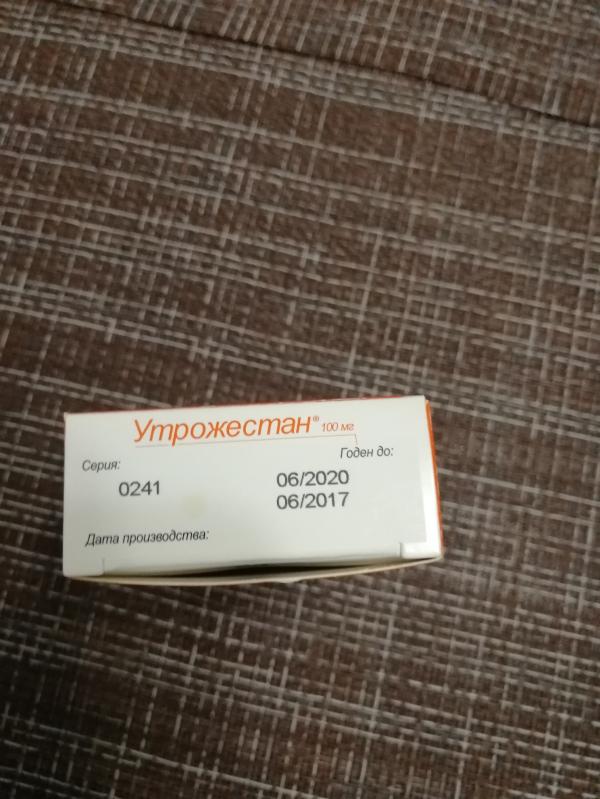 Утрожестан® 100 мг
Годен до:
Серия:
0241
06/2020
06/2017
Дата производства: